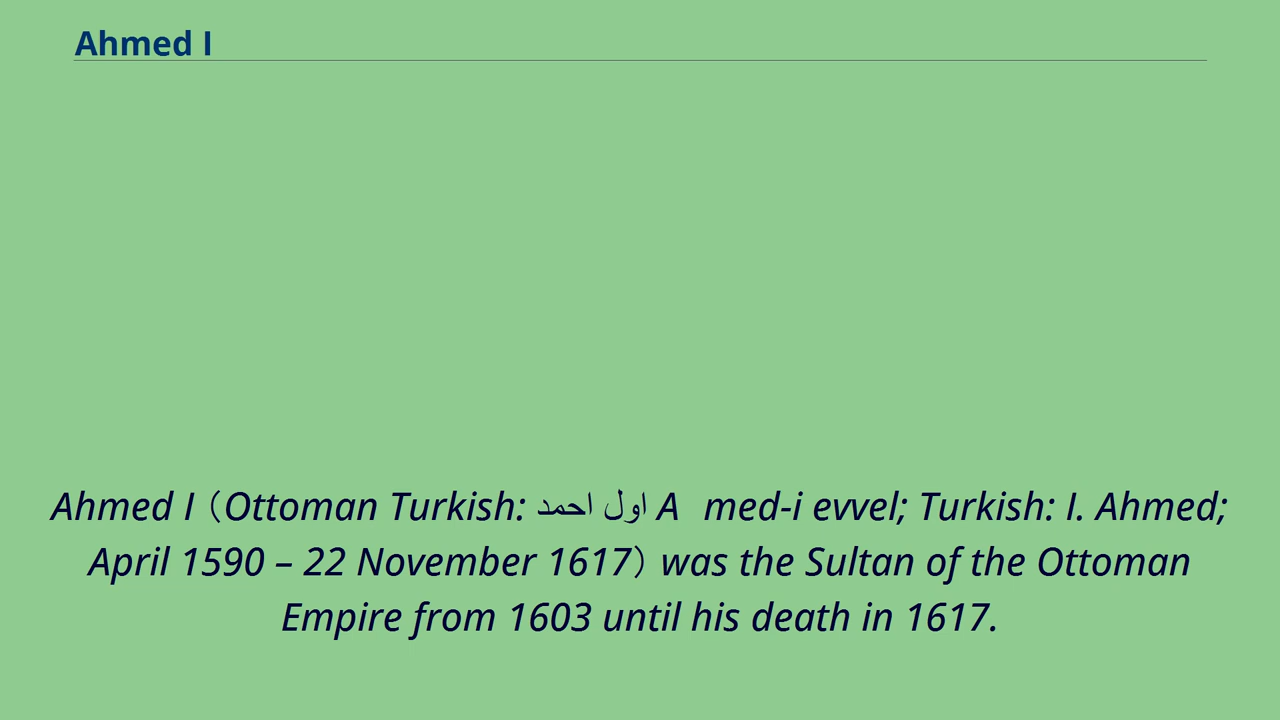 Ahmed I
Ahmed I (Ottoman Turkish: احمد اول A med-i evvel; Turkish: I. Ahmed;
April 1590 – 22 November 1617) was the Sultan of the Ottoman
Empire from 1603 until his death in 1617.